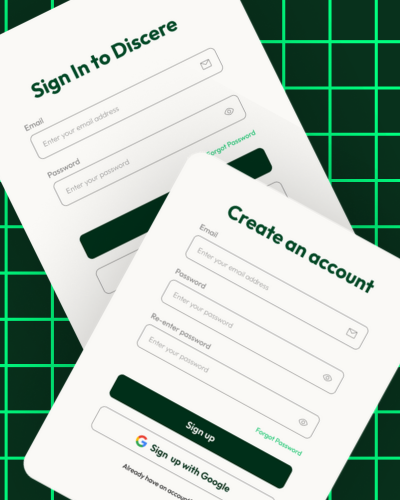 Sign In to Discere
Email
Enter your email address
Password
Enter your password
Forgot Password
Create an account
Email
Enter your email address
Password
Enter your password
Re-enter password
Enter your password
Forgot Password
Sign up
Sign up with Google
Already have an account